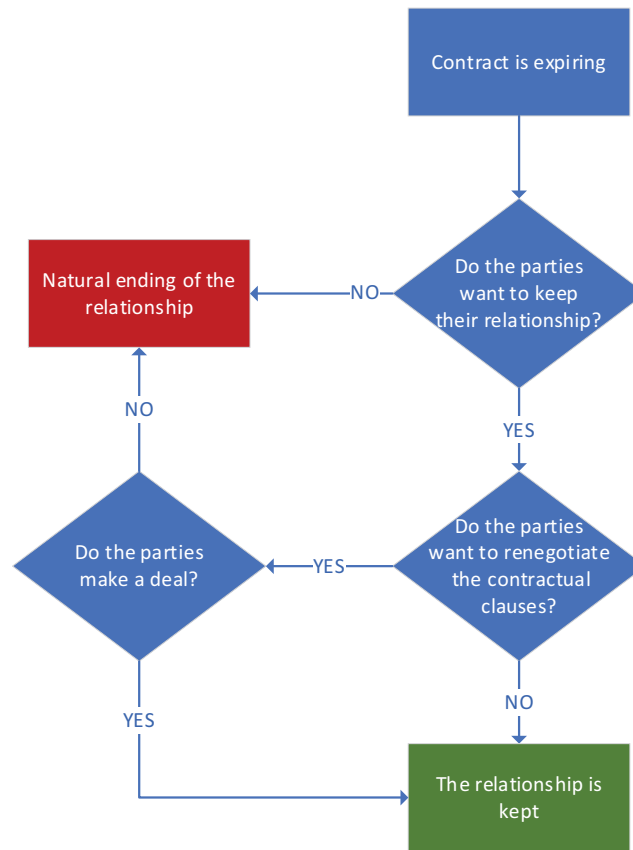 Contract is expiring
Do the parties
want to keep
their relationship?
NO
Natural ending of the
relationship
YES
NO
Do the parties
want to renegotiate
the contractual
clauses?
YES
Do the parties
make a deal?
NO
YES
The relationship is
kept